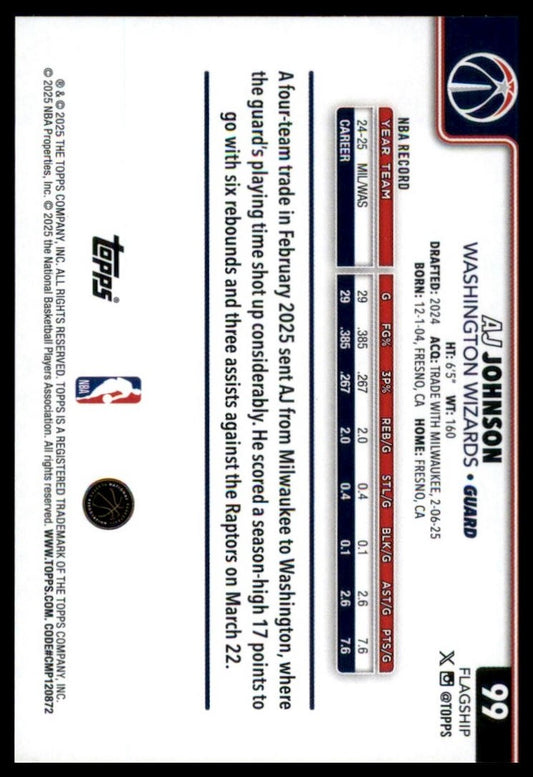 99
FLAGSHIP
X @TOPPS
AJ JOHNSON
WASHINGTON WIZARDS • GUARD
HT: 6'5" WT: 160
DRAFTED: 2024 ACQ: TRADE WITH MILWAUKEE, 2-06-25
BORN: 12-1-04, FRESNO, CA HOME: FRESNO, CA
NBA RECORD
YEAR TEAM G FG% 3P% REB/G STL/G BLK/G AST/G PTS/G
24-25 MIL/WAS 29 .385 .267 2.0 0.4 0.1 2.6 7.6
CAREER 29 .385 .267 2.0 0.4 0.1 2.6 7.6
A four-team trade in February 2025 sent AJ from Milwaukee to Washington, where
the guard's playing time shot up considerably. He scored a season-high 17 points to
go with six rebounds and three assists against the Raptors on March 22.
topps®
NBA
® & © 2025 THE TOPPS COMPANY, INC. ALL RIGHTS RESERVED. TOPPS IS A REGISTERED TRADEMARK OF THE TOPPS COMPANY, INC.
© 2025 NBA Properties, Inc. © 2025 the National Basketball Players Association. All rights reserved. WWW.TOPPS.COM. CODE#CMP120872